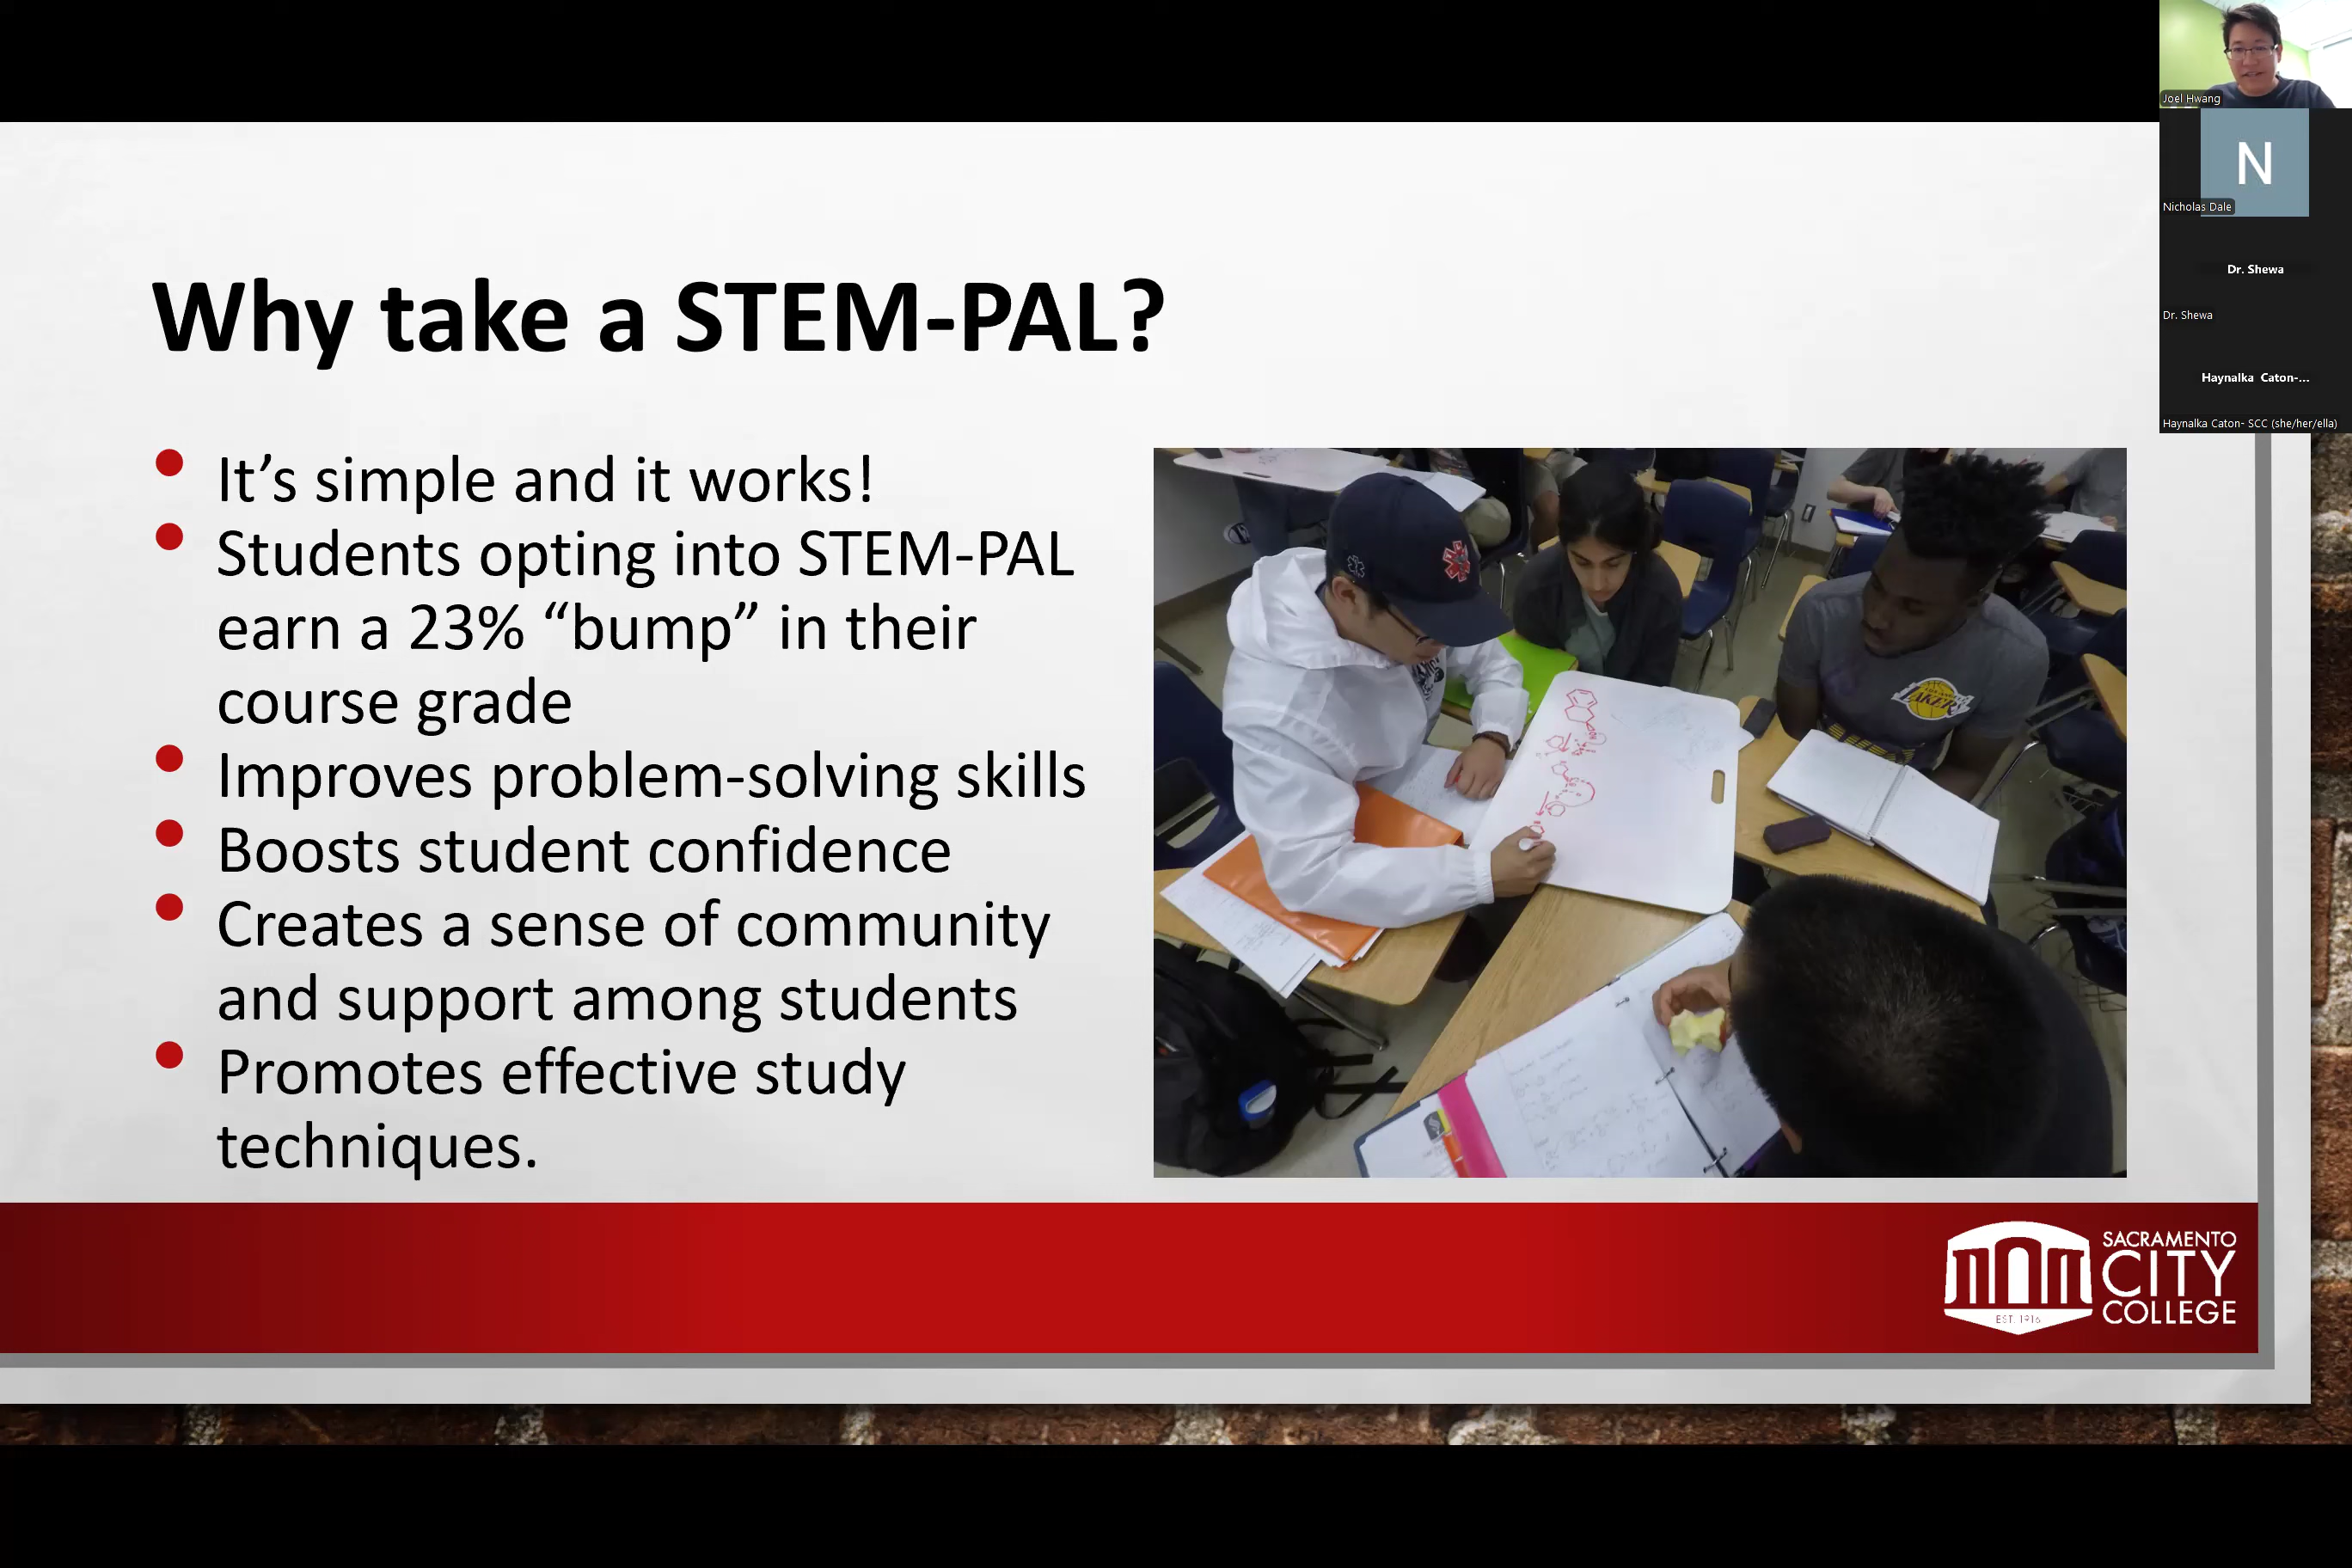 Why take a STEM-PAL?
• It’s simple and it works!
• Students opting into STEM-PAL
earn a 23% “bump” in their
course grade
• Improves problem-solving skills
• Boosts student confidence
• Creates a sense of community
and support among students
• Promotes effective study
techniques.
LAKERS
SACRAMENTO
CITY
COLLEGE
EST. 1916
Joel Hwang
N
Nicholas Dale
Dr. Shewa
Dr. Shewa
Haynalka Caton-...
Haynalka Caton- SCC (she/her/ella)